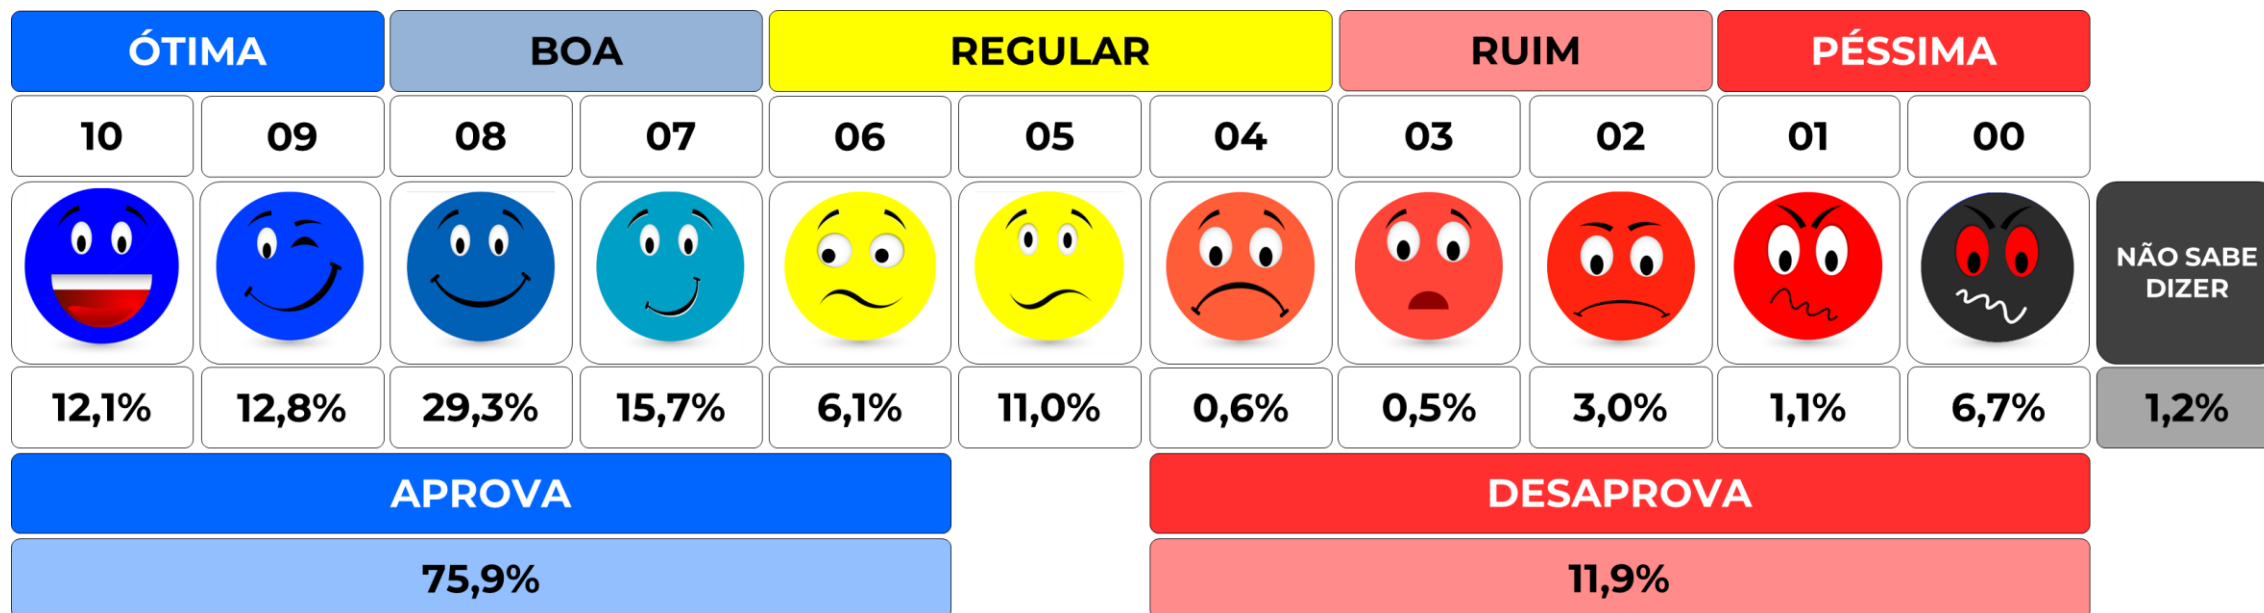 ÓTIMA BOA REGULAR RUIM PÉSSIMA
10 09 08 07 06 05 04 03 02 01 00
NÃO SABE
DIZER
12,1% 12,8% 29,3% 15,7% 6,1% 11,0% 0,6% 0,5% 3,0% 1,1% 6,7% 1,2%
APROVA DESAPROVA
75,9% 11,9%